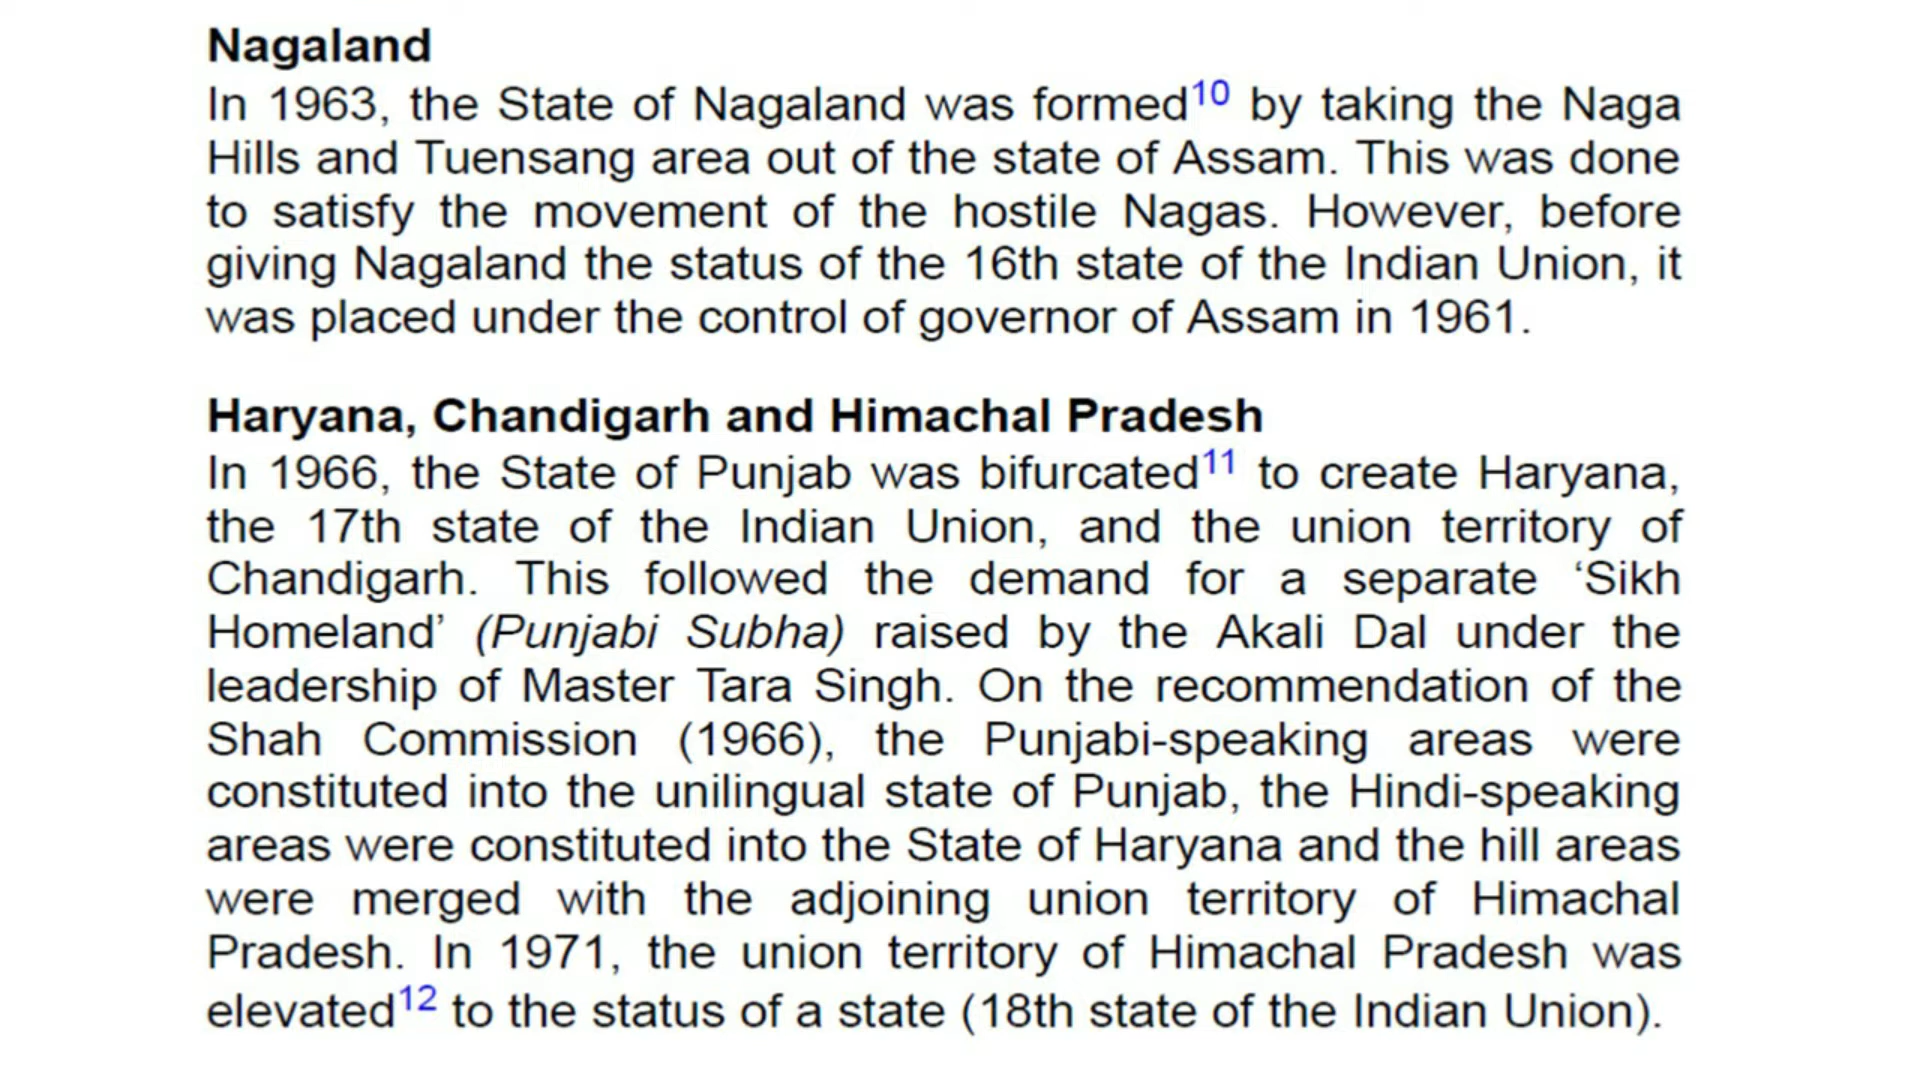 Nagaland
In 1963, the State of Nagaland was formed10 by taking the Naga
Hills and Tuensang area out of the state of Assam. This was done
to satisfy the movement of the hostile Nagas. However, before
giving Nagaland the status of the 16th state of the Indian Union, it
was placed under the control of governor of Assam in 1961.
Haryana, Chandigarh and Himachal Pradesh
In 1966, the State of Punjab was bifurcated11 to create Haryana,
the 17th state of the Indian Union, and the union territory of
Chandigarh. This followed the demand for a separate ‘Sikh
Homeland’ (Punjabi Subha) raised by the Akali Dal under the
leadership of Master Tara Singh. On the recommendation of the
Shah Commission (1966), the Punjabi-speaking areas were
constituted into the unilingual state of Punjab, the Hindi-speaking
areas were constituted into the State of Haryana and the hill areas
were merged with the adjoining union territory of Himachal
Pradesh. In 1971, the union territory of Himachal Pradesh was
elevated12 to the status of a state (18th state of the Indian Union).